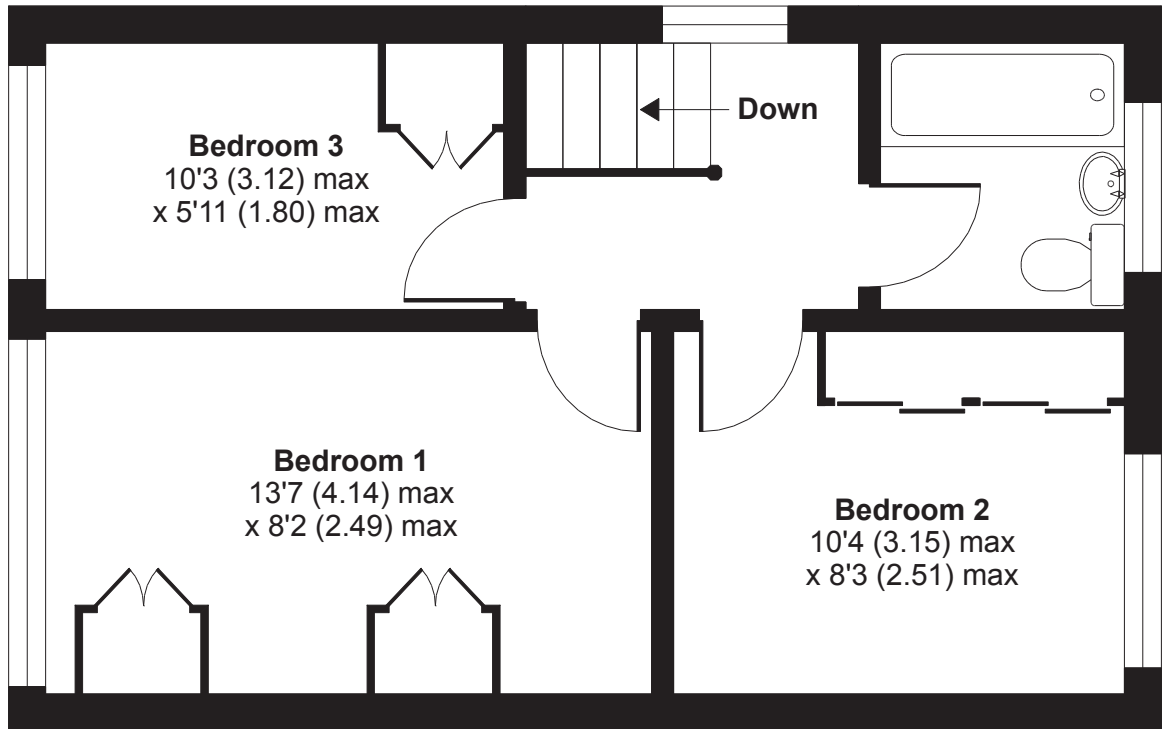 Bedroom 3
10'3 (3.12) max
x 5'11 (1.80) max
Down
Bedroom 1
13'7 (4.14) max
x 8'2 (2.49) max
Bedroom 2
10'4 (3.15) max
x 8'3 (2.51) max